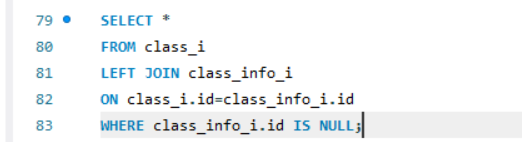 79 SELECT *
80 FROM class_i
81 LEFT JOIN class_info_i
82 ON class_i.id=class_info_i.id
83 WHERE class_info_i.id IS NULL;